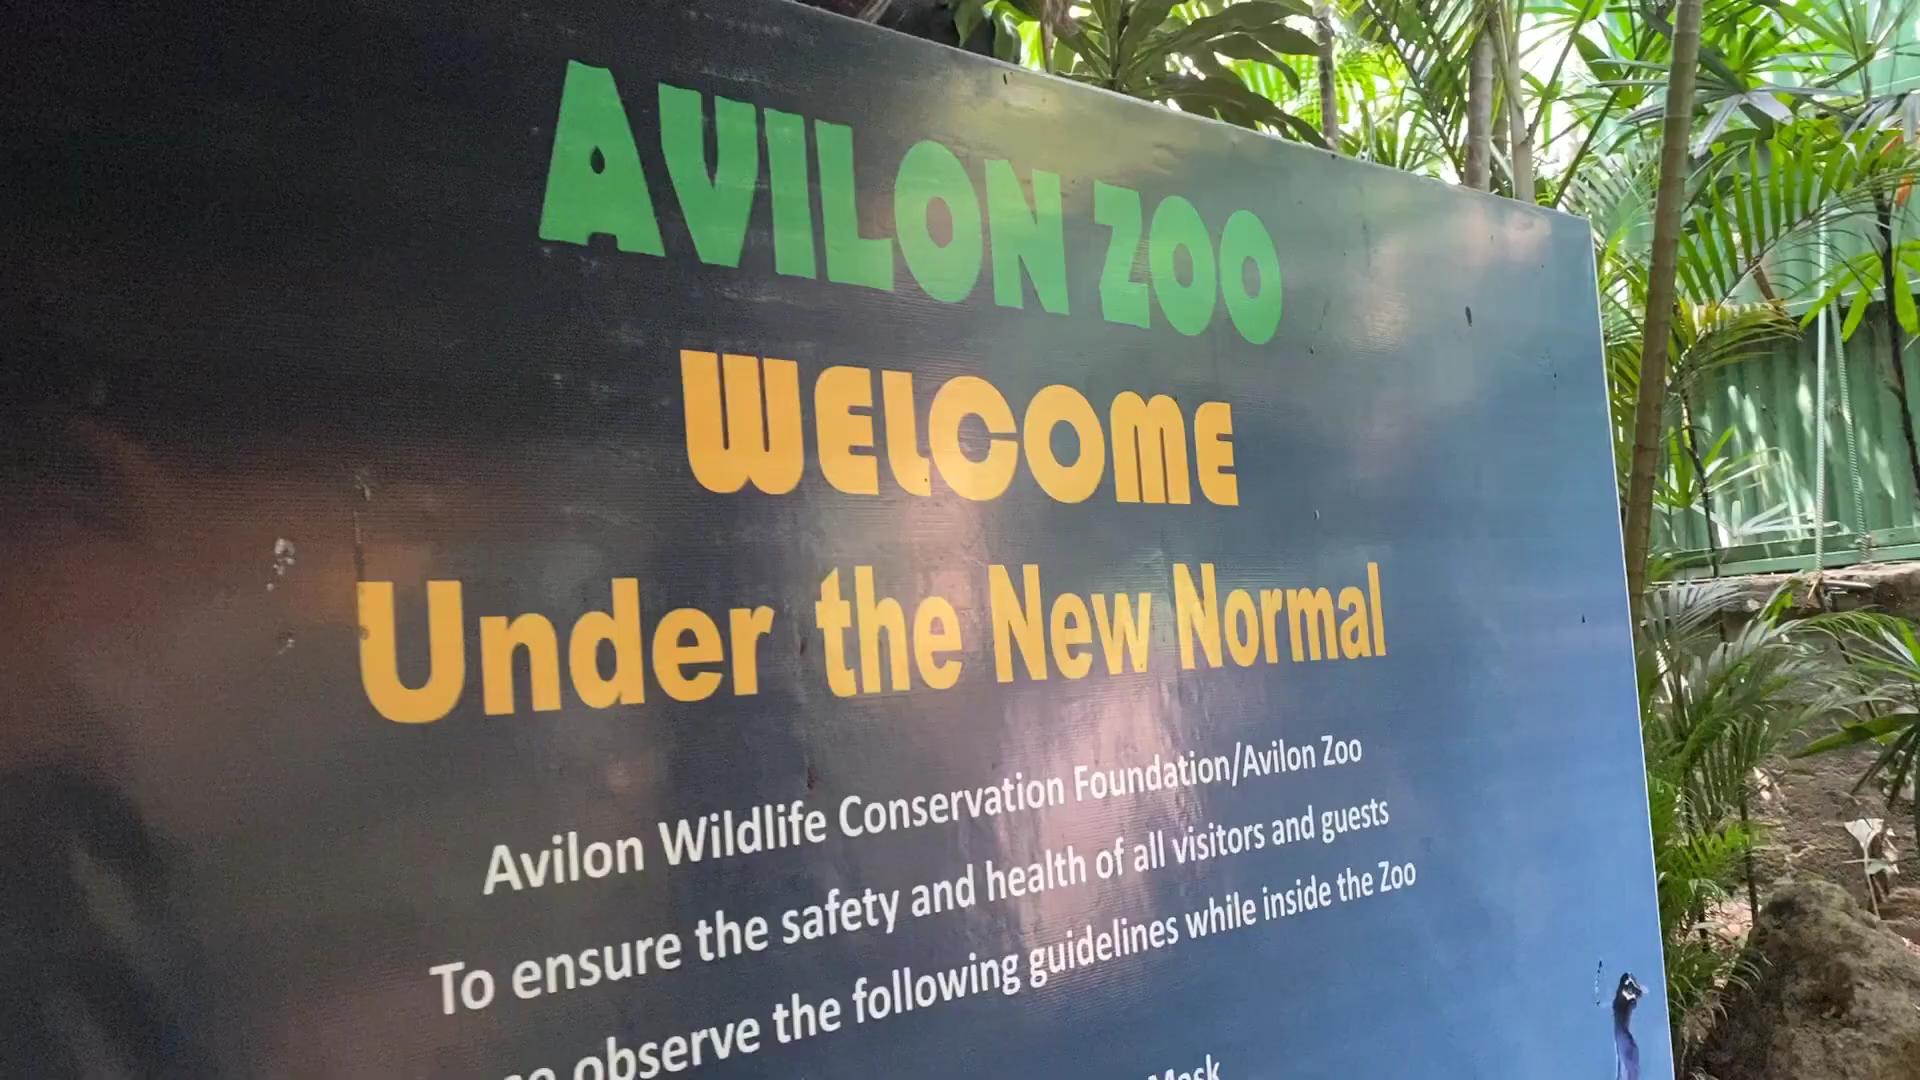 AVILON ZOO
WELCOME
Under the New Normal
Avilon Wildlife Conservation Foundation/Avilon Zoo
To ensure the safety and health of all visitors and guests
observe the following guidelines while inside the Zoo
Mask